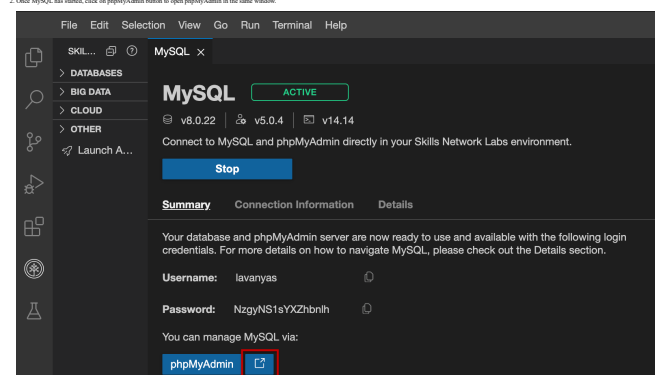 2. Once MySQL has started, click on phpMyAdmin button to open phpMyAdmin in the same window.
File Edit Selection View Go Run Terminal Help
SKIL...
MySQL
DATABASES
BIG DATA
CLOUD
OTHER
Launch A...
MySQL ACTIVE
v8.0.22 v5.0.4 v14.14
Connect to MySQL and phpMyAdmin directly in your Skills Network Labs environment.
Stop
Summary Connection Information Details
Your database and phpMyAdmin server are now ready to use and available with the following login
credentials. For more details on how to navigate MySQL, please check out the Details section.
Username: lavanyas
Password: NzgyNS1sYXZhbnlh
You can manage MySQL via:
phpMyAdmin